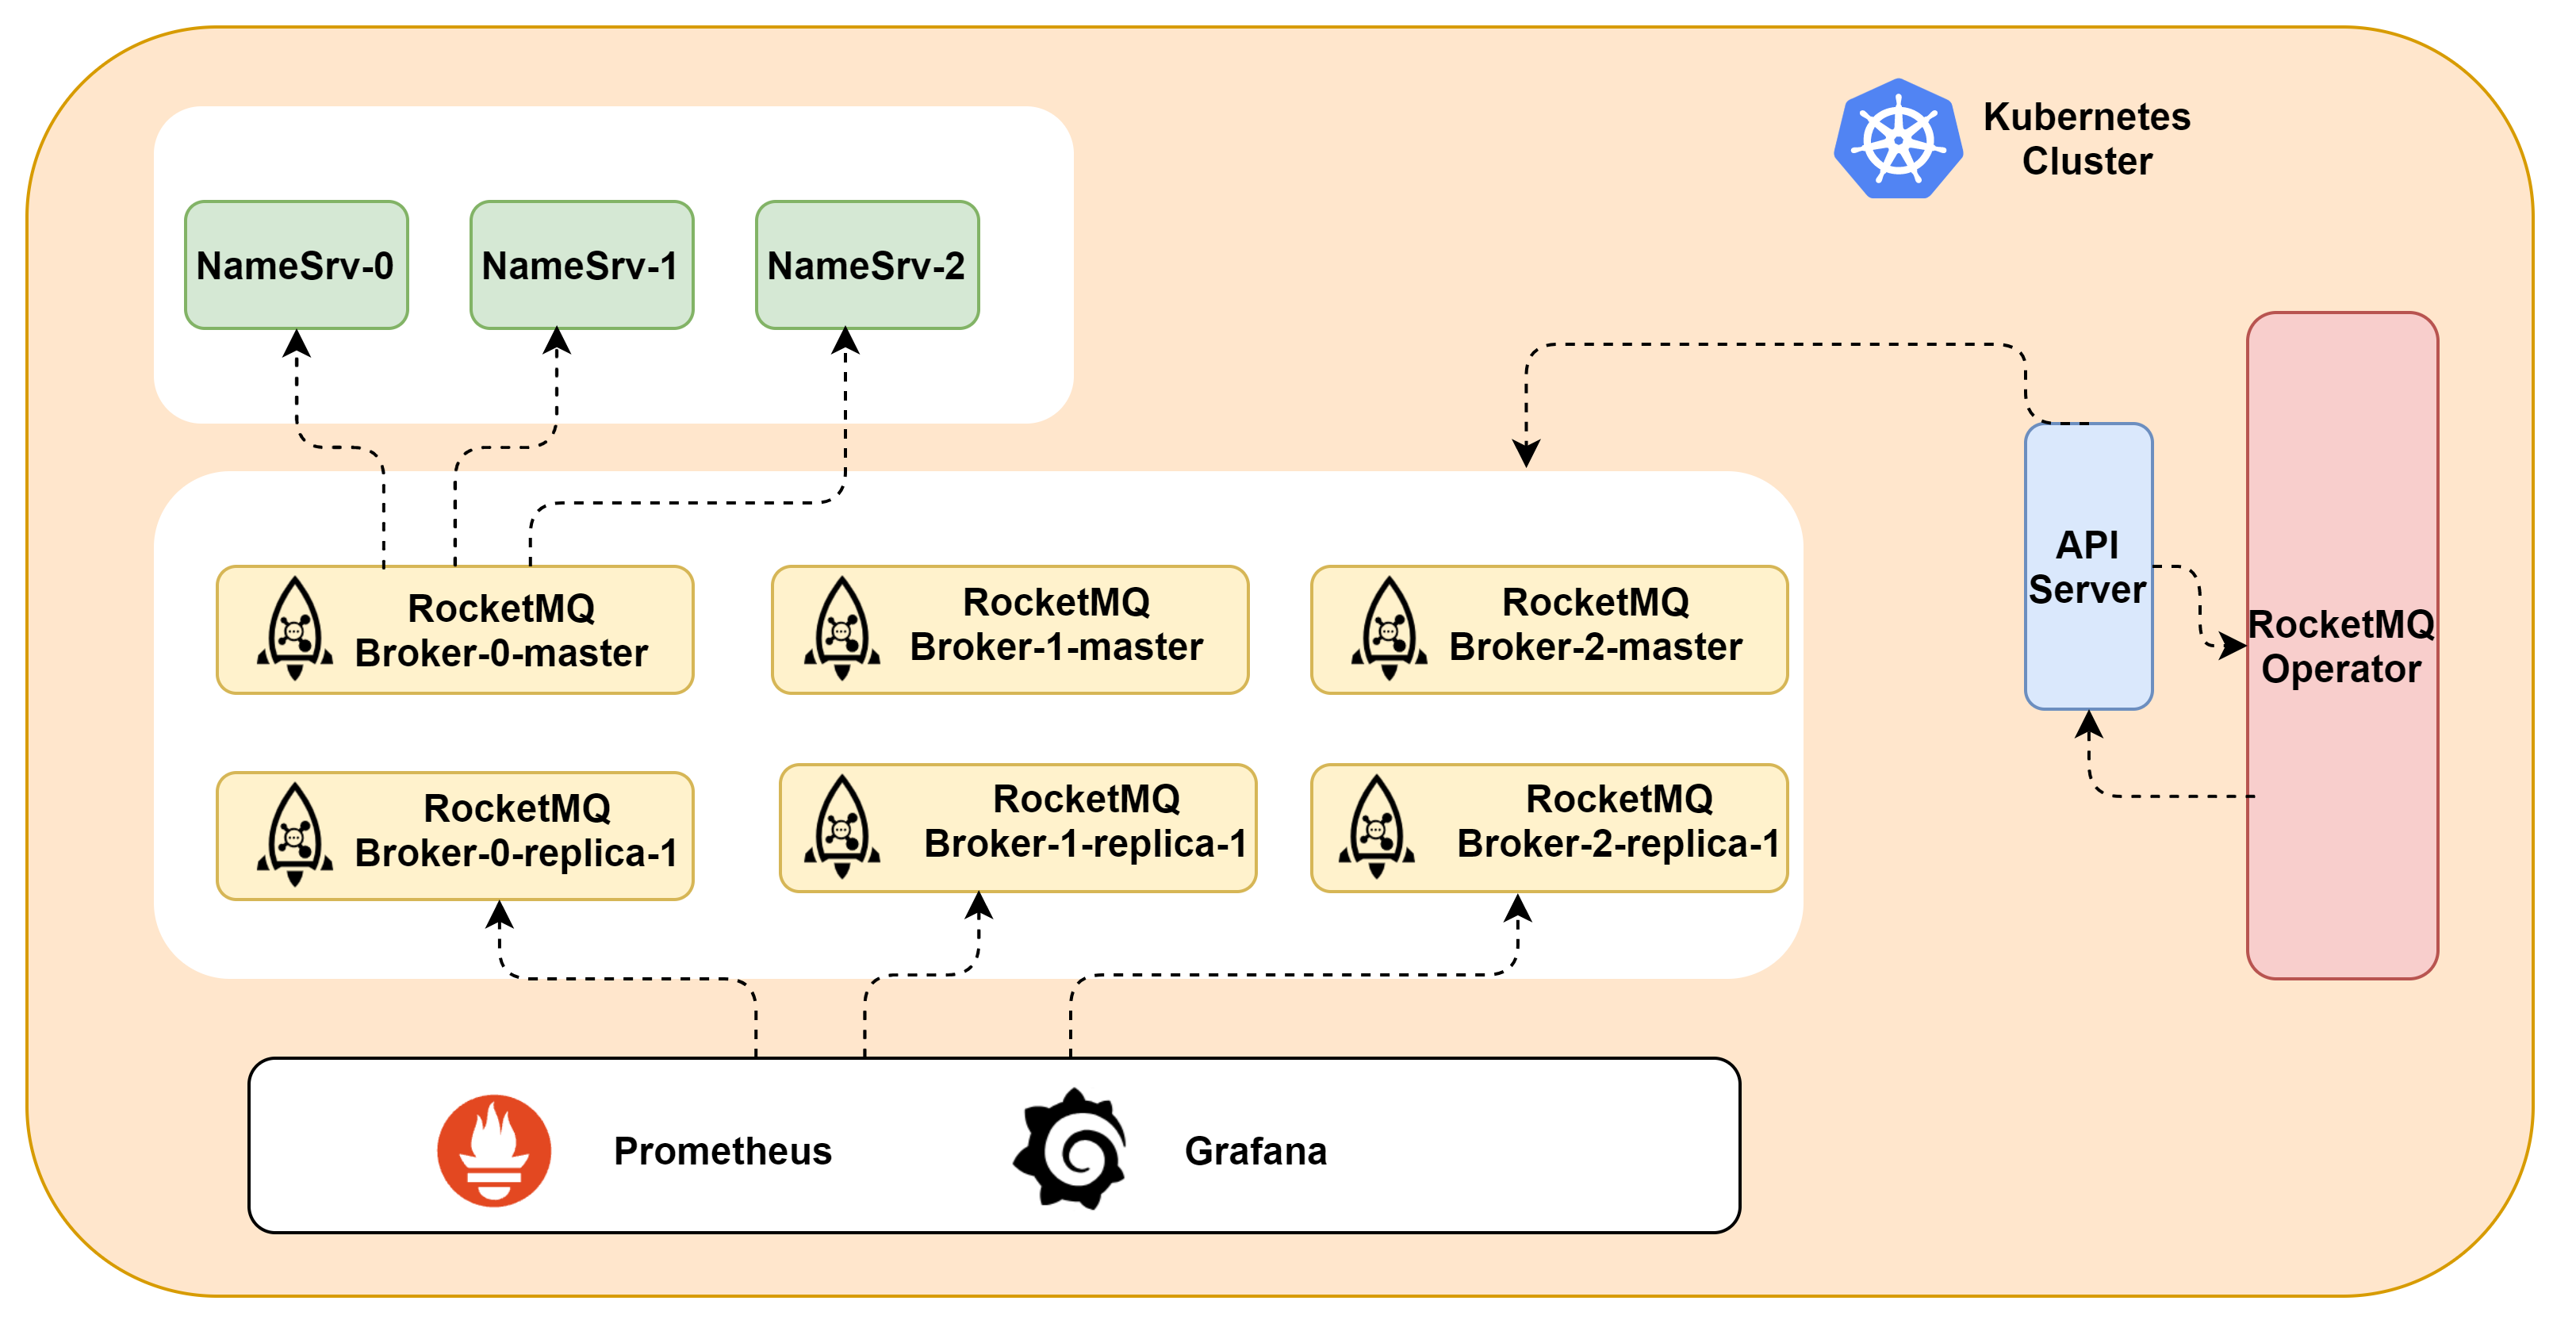 Kubernetes
Cluster
NameSrv-0
NameSrv-1
NameSrv-2
API
Server
RocketMQ
Operator
RocketMQ
Broker-0-master
RocketMQ
Broker-1-master
RocketMQ
Broker-2-master
RocketMQ
Broker-0-replica-1
RocketMQ
Broker-1-replica-1
RocketMQ
Broker-2-replica-1
Prometheus
Grafana